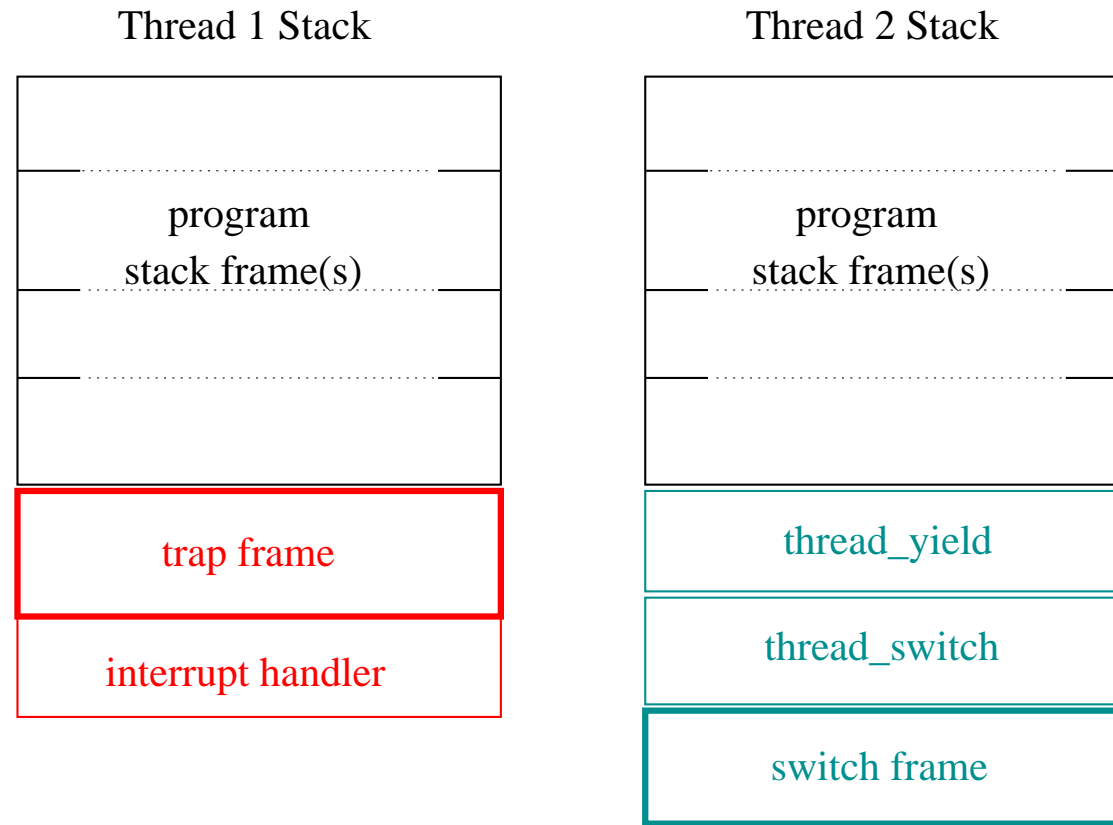 Thread 1 Stack
program
stack frame(s)
trap frame
interrupt handler
Thread 2 Stack
program
stack frame(s)
thread_yield
thread_switch
switch frame